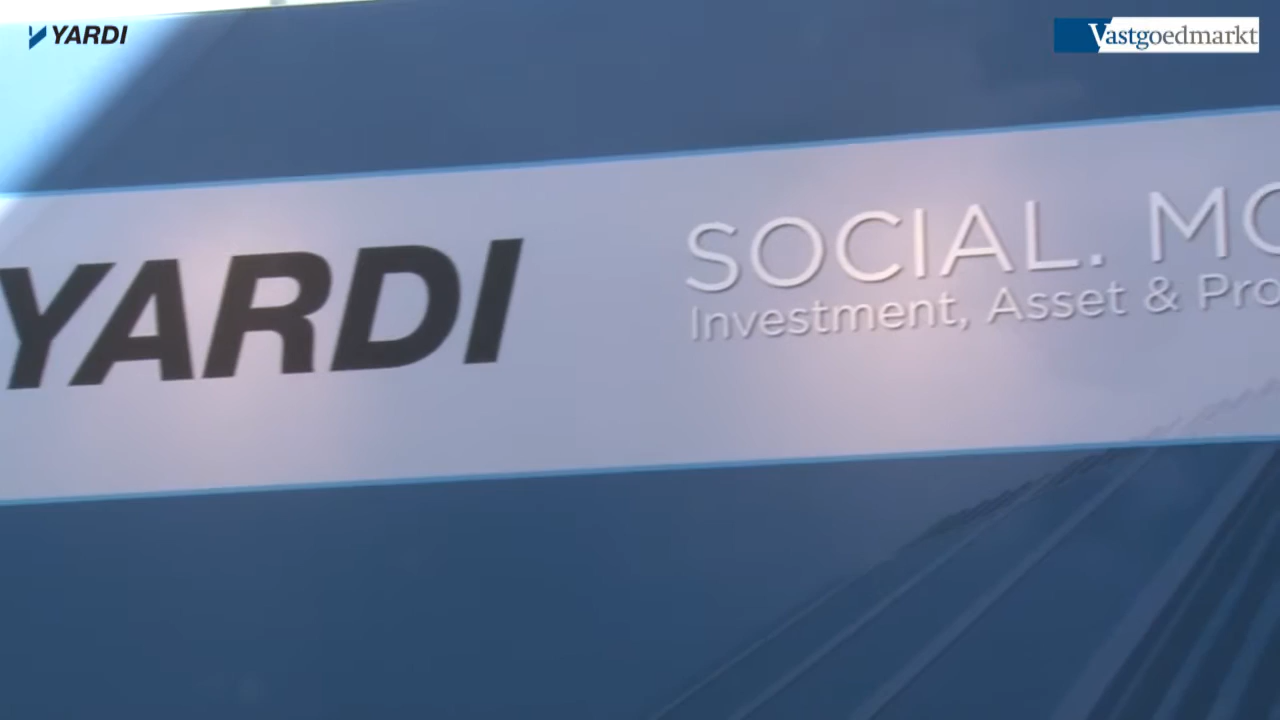 YARDI
Vastgoedmarkt
YARDI
SOCIAL.
Investment, Asset &